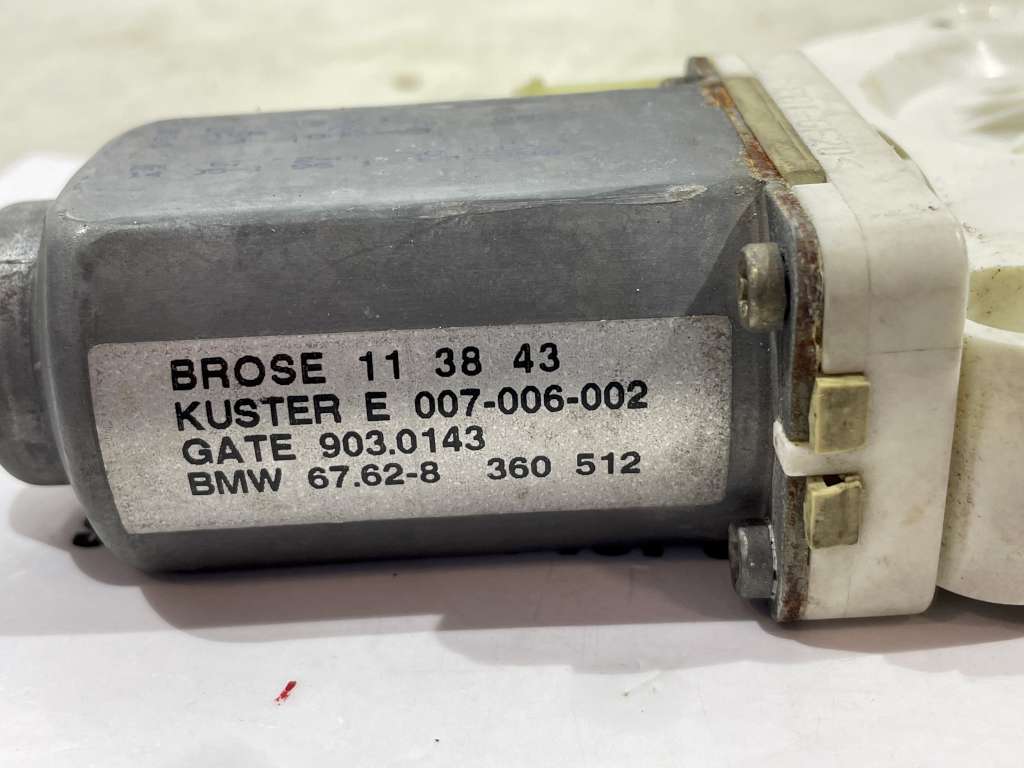 BROSE 11 38 43
KUSTER E 007-006-002
GATE 903.0143
BMW 67.62-8 360 512